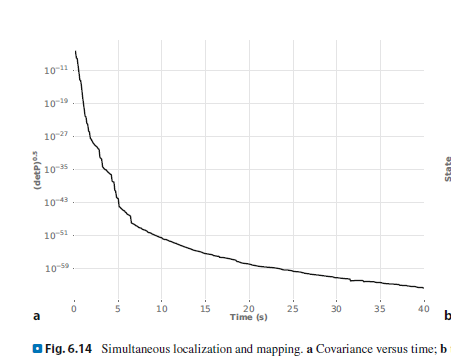 10⁻¹¹
10⁻¹⁹
10⁻²⁷
10⁻³⁵
10⁻⁴³
10⁻⁵¹
10⁻⁵⁹
(detP)⁰·⁵
State
0 5 10 15 20 25 30 35 40
Time (s)
a b
Fig. 6.14 Simultaneous localization and mapping. a Covariance versus time; b